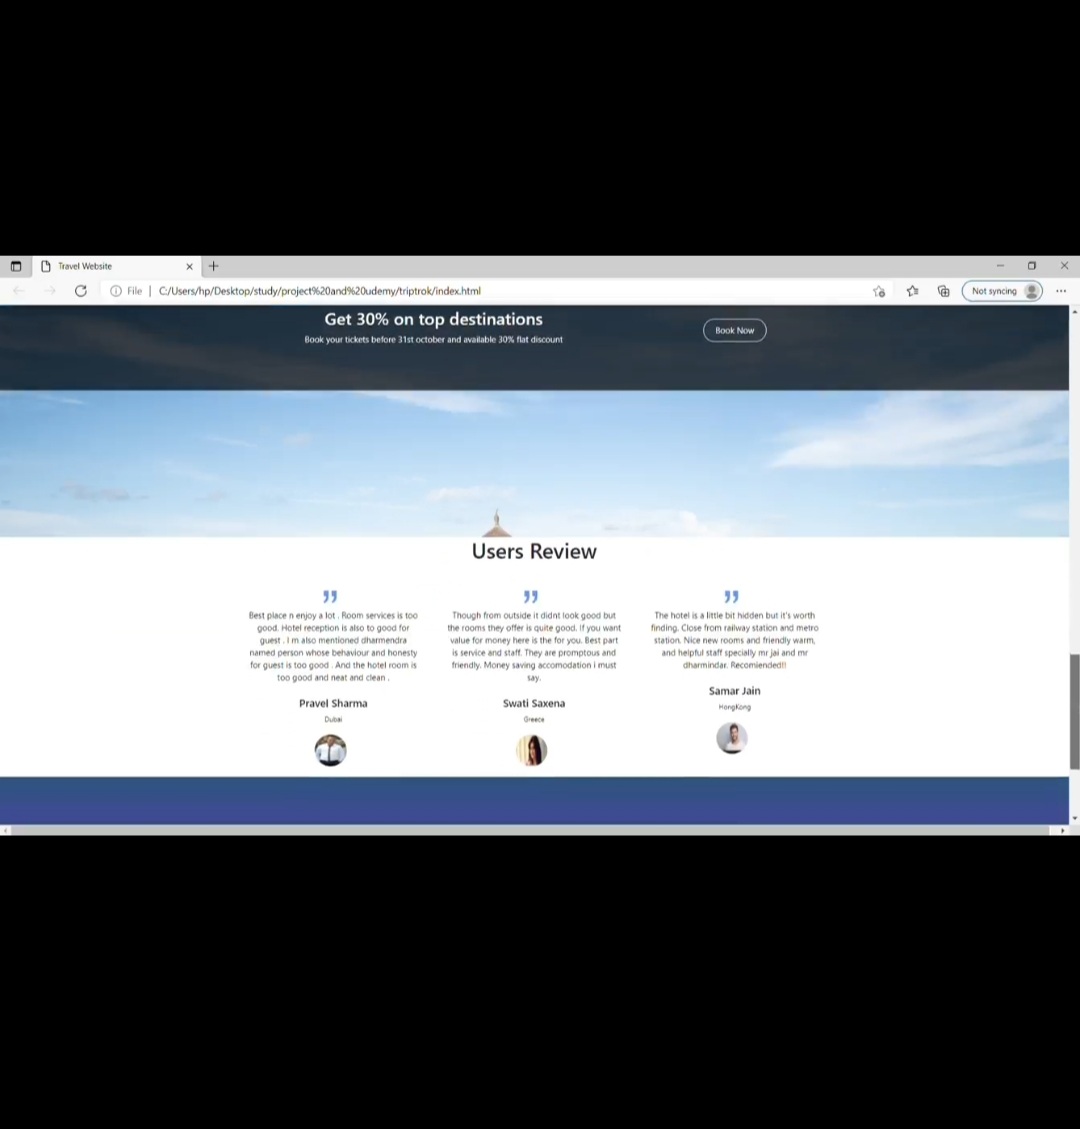 Travel Website
File | C:/Users/hp/Desktop/study/project%20and%20udemy/triptrok/index.html
Not syncing
Get 30% on top destinations
Book your tickets before 31st october and available 30% flat discount
Book Now
Users Review
Best place n enjoy a lot . Room services is too
good. Hotel reception is also to good for
guest . I m also mentioned dharmendra
named person whose behaviour and honesty
for guest is too good . And the hotel room is
too good and neat and clean .
Pravel Sharma
Dubai
Though from outside it didnt look good but
the rooms they offer is quite good. If you want
value for money here is the for you. Best part
is service and staff. They are promptous and
friendly. Money saving accomodation i must
say.
Swati Saxena
Greece
The hotel is a little bit hidden but it's worth
finding. Close from railway station and metro
station. Nice new rooms and friendly warm,
and helpful staff specially mr jai and mr
dharmindar. Recomiended!!
Samar Jain
HongKong